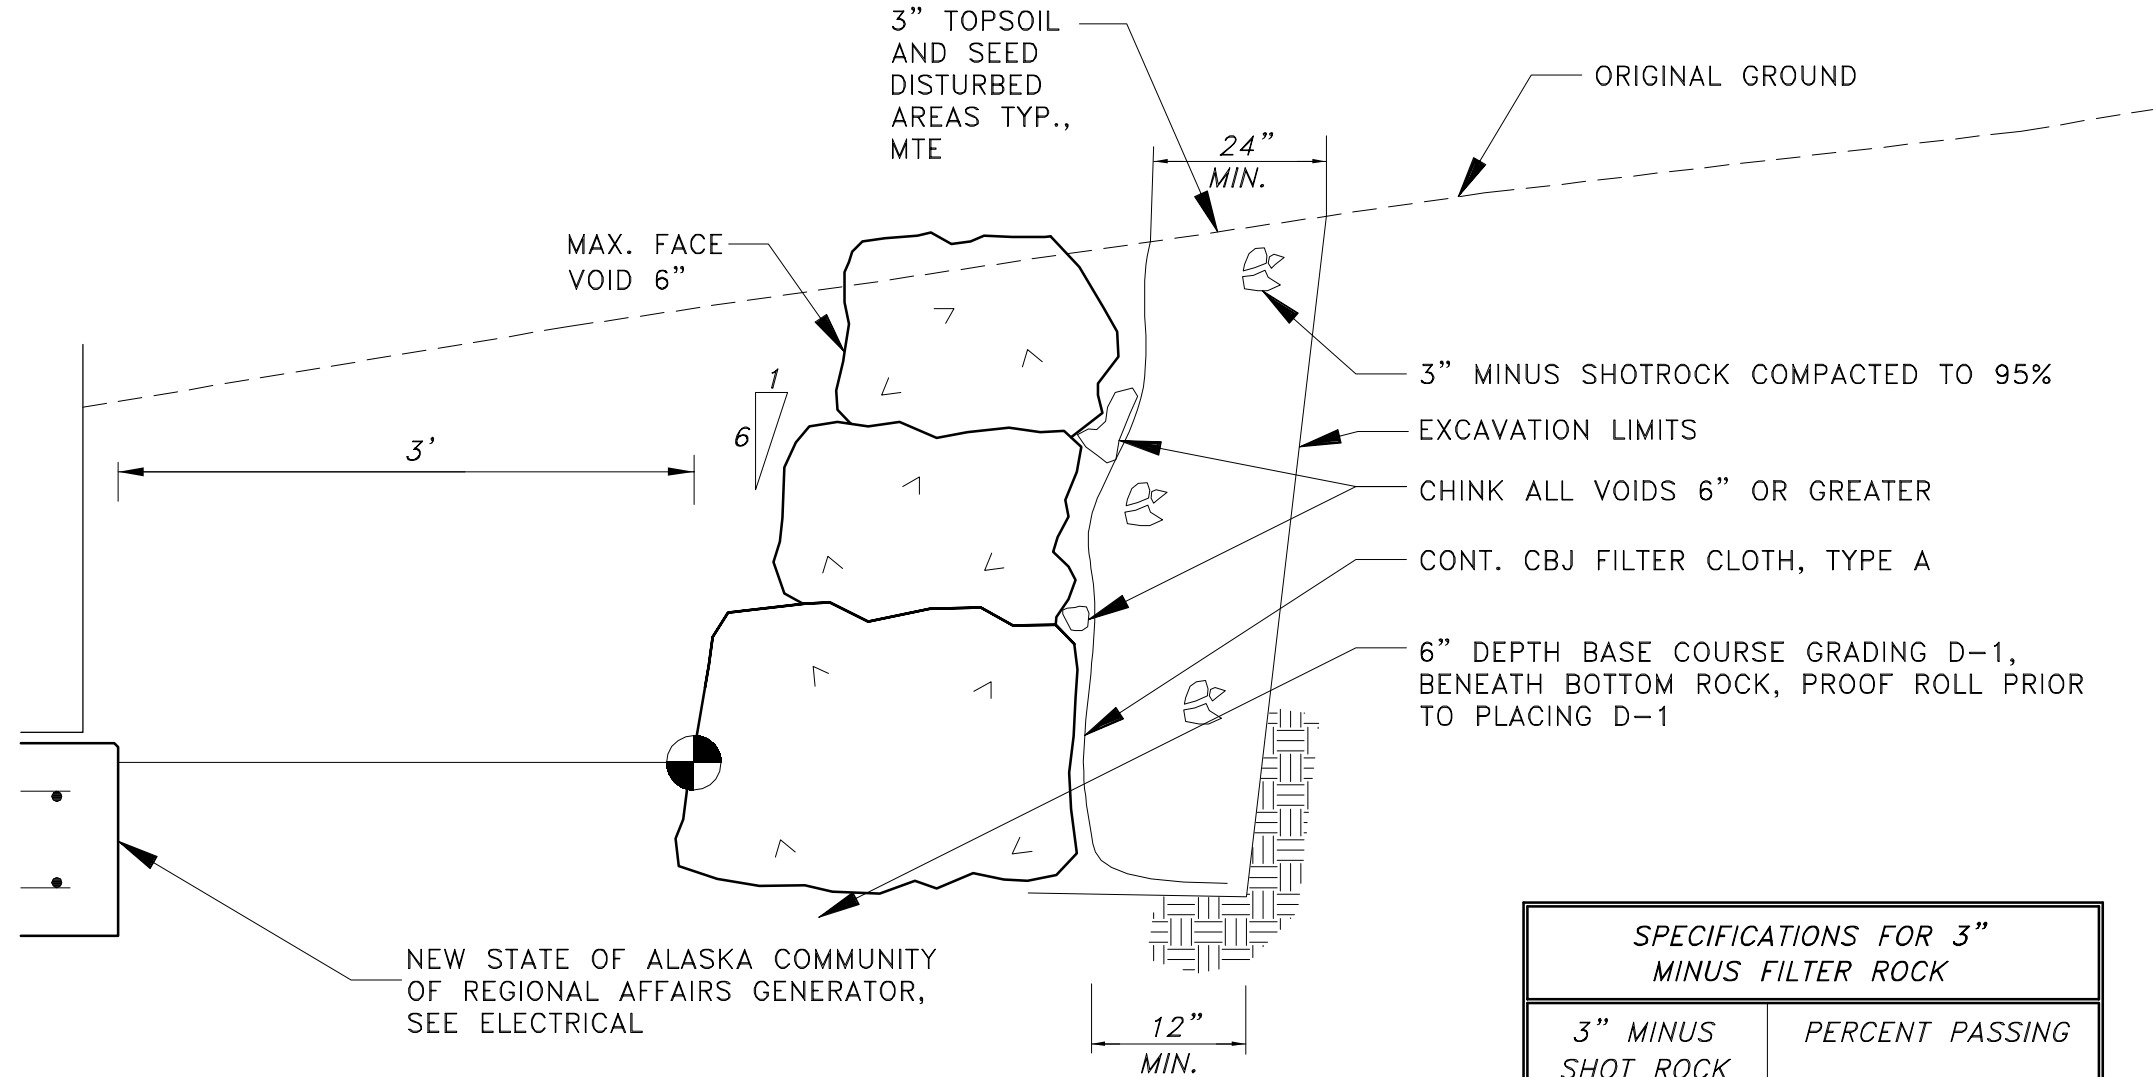 3” TOPSOIL
AND SEED
DISTURBED
AREAS TYP.,
MTE
ORIGINAL GROUND
24”
MIN.
MAX. FACE
VOID 6”
1
6
3'
3” MINUS SHOTROCK COMPACTED TO 95%
EXCAVATION LIMITS
CHINK ALL VOIDS 6” OR GREATER
CONT. CBJ FILTER CLOTH, TYPE A
6” DEPTH BASE COURSE GRADING D-1,
BENEATH BOTTOM ROCK, PROOF ROLL PRIOR
TO PLACING D-1
NEW STATE OF ALASKA COMMUNITY
OF REGIONAL AFFAIRS GENERATOR,
SEE ELECTRICAL
12”
MIN.
SPECIFICATIONS FOR 3”
MINUS FILTER ROCK
3” MINUS
SHOT ROCK
PERCENT PASSING